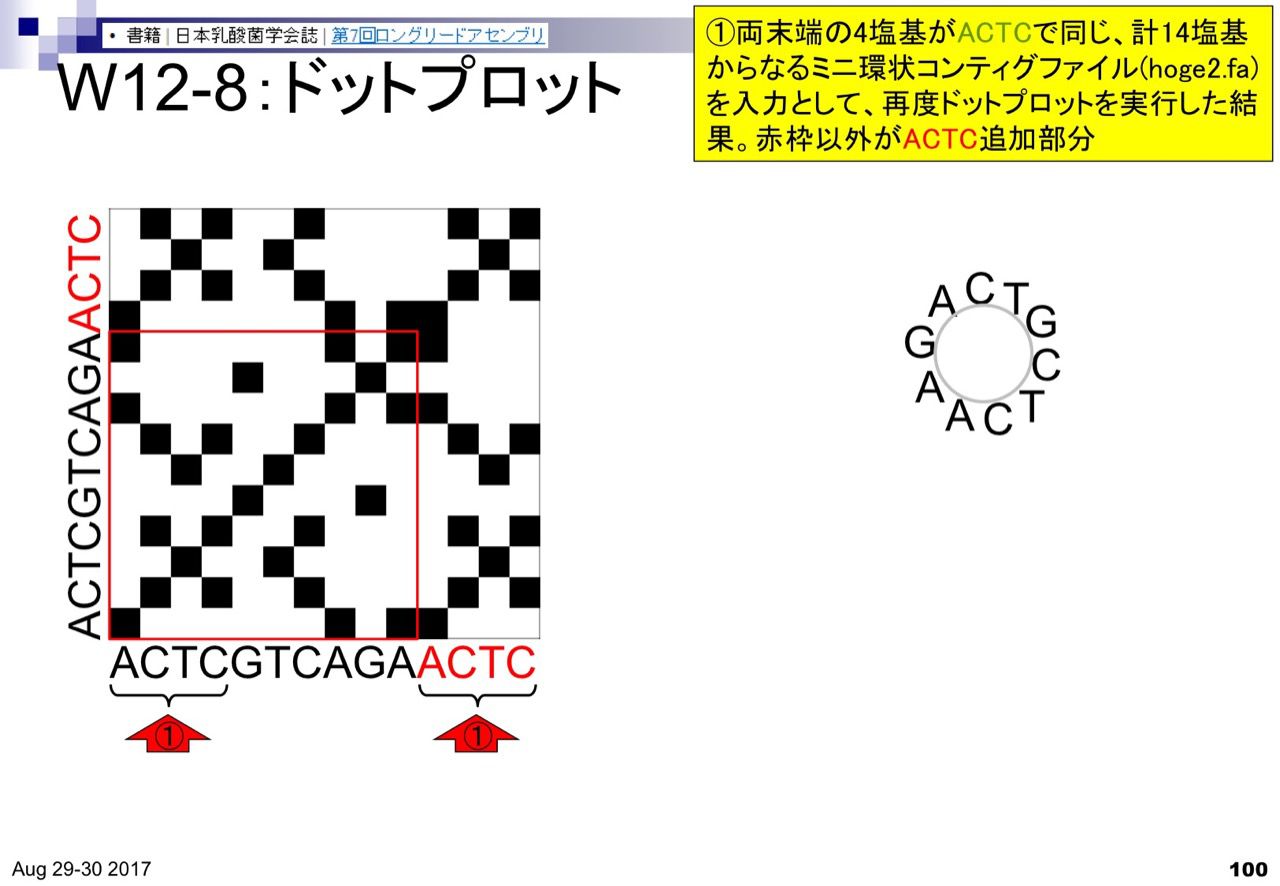 • 書籍 | 日本乳酸菌学会誌 | 第7回ロングリードアセンブリ
W12-8：ドットプロット
①両末端の4塩基がACTCで同じ、計14塩基
からなるミニ環状コンティグファイル(hoge2.fa)
を入力として、再度ドットプロットを実行した結
果。赤枠以外がACTC追加部分
ACTCGTCAGAACTC
ACTCGTCAGAACTC
① ①
A C T G C T C A A G
Aug 29-30 2017
100